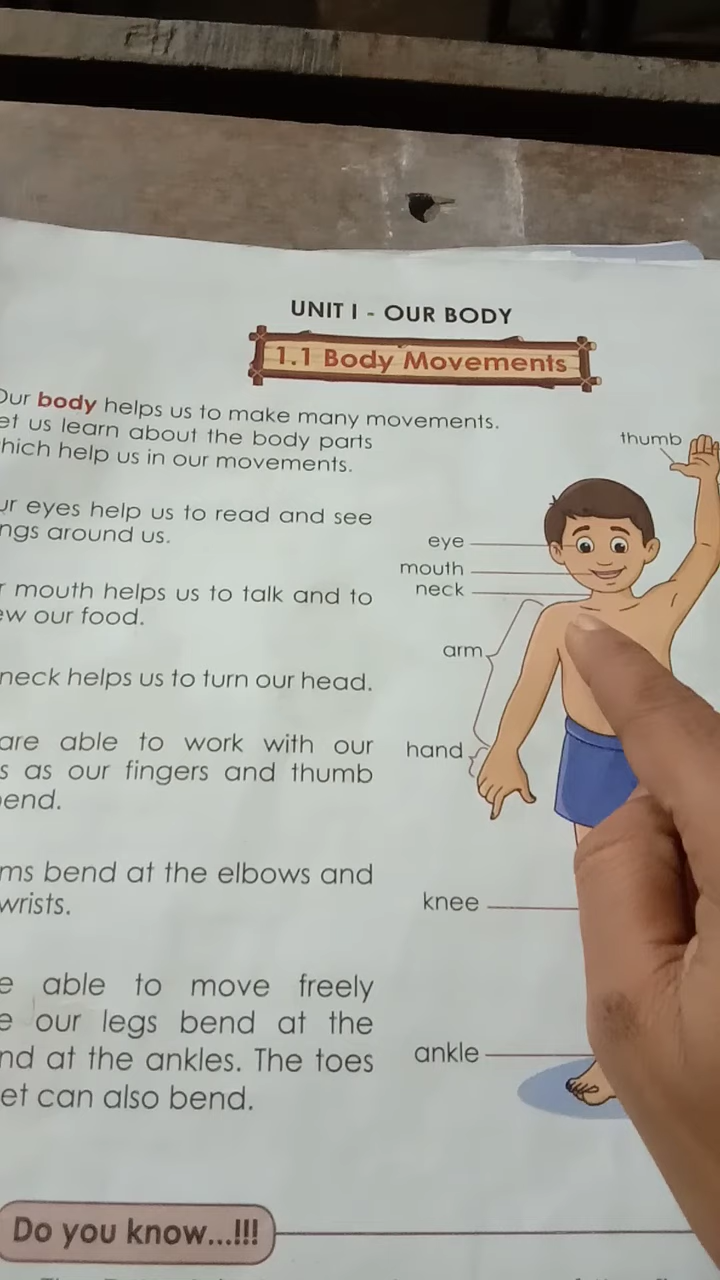 UNIT I - OUR BODY
1.1 Body Movements
Our body helps us to make many movements.
et us learn about the body parts
hich help us in our movements.
thumb
ur eyes help us to read and see
ngs around us.
eye
mouth
neck
r mouth helps us to talk and to
ew our food.
arm
neck helps us to turn our head.
are able to work with our
s as our fingers and thumb
end.
hand
ms bend at the elbows and
wrists.
knee
e able to move freely
e our legs bend at the
nd at the ankles. The toes
et can also bend.
ankle
Do you know...!!!